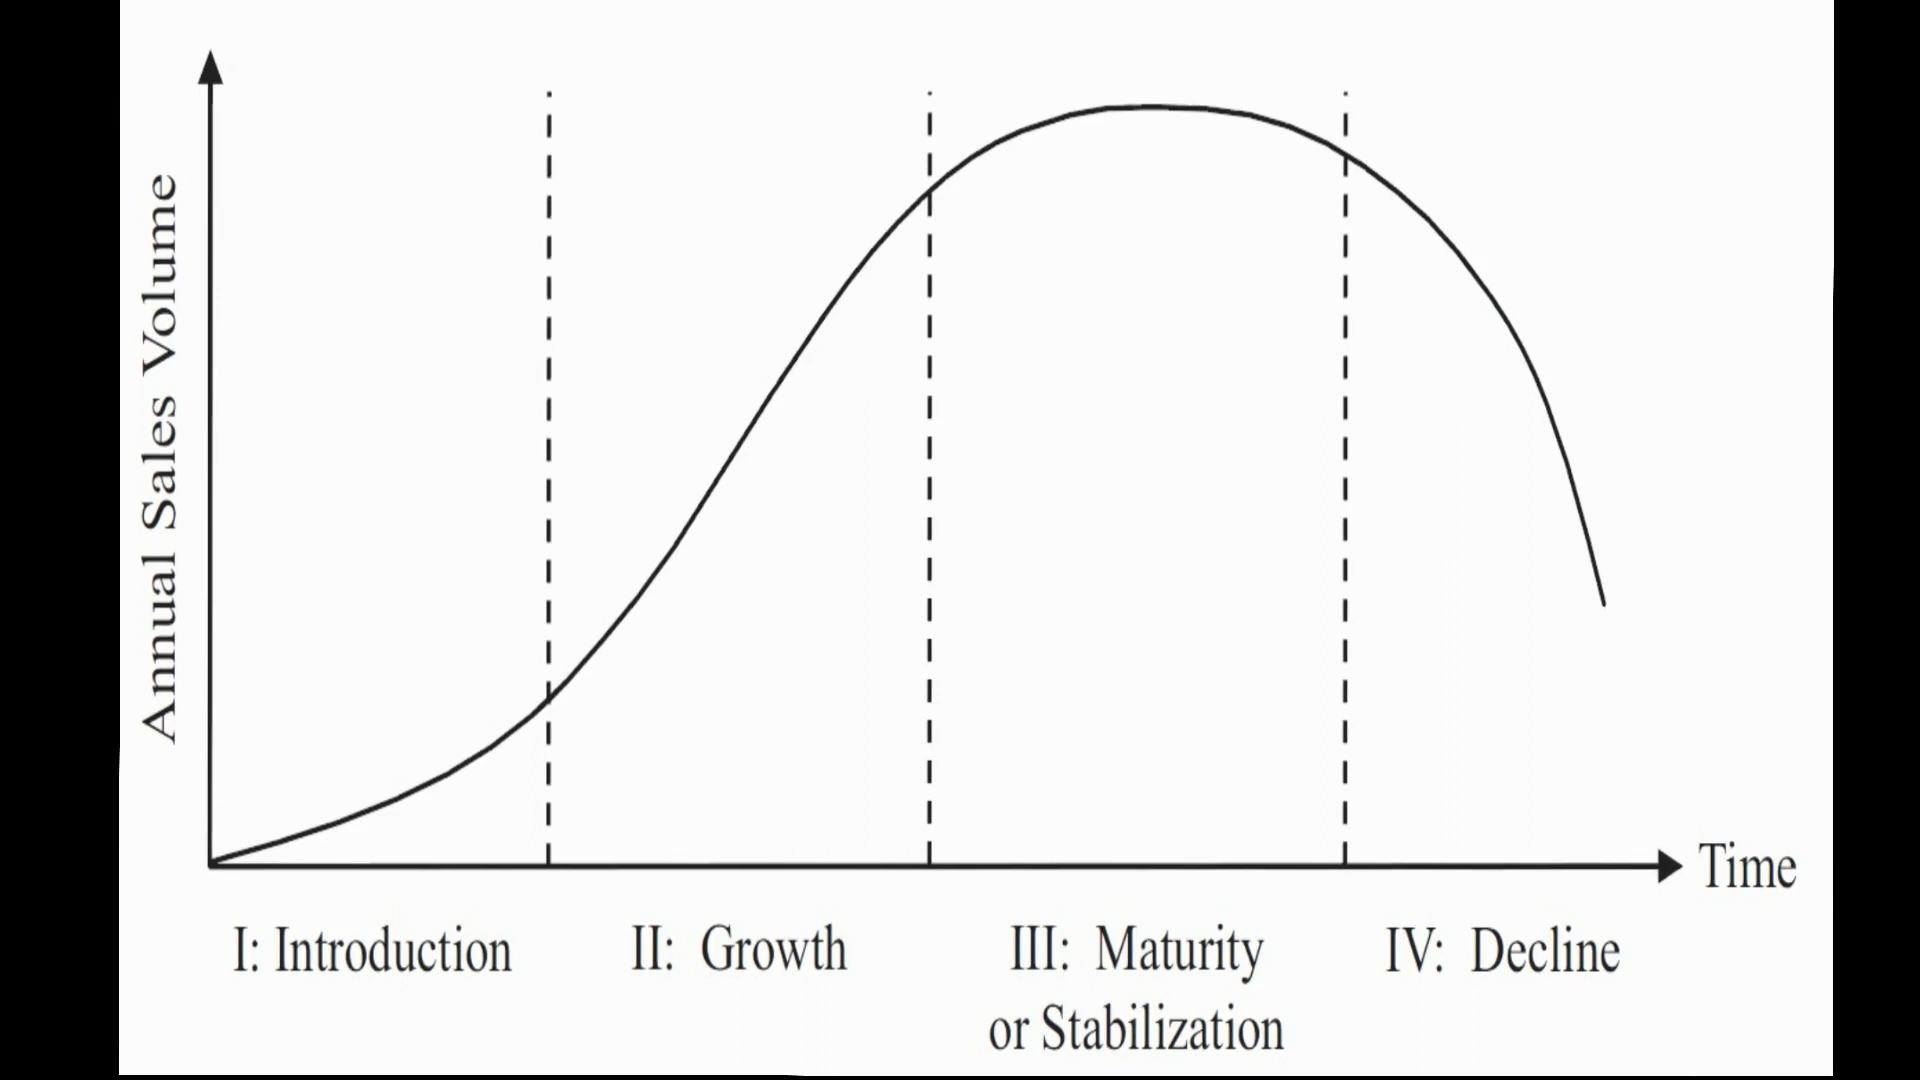 Annual Sales Volume
Time
I: Introduction
II: Growth
III: Maturity
or Stabilization
IV: Decline